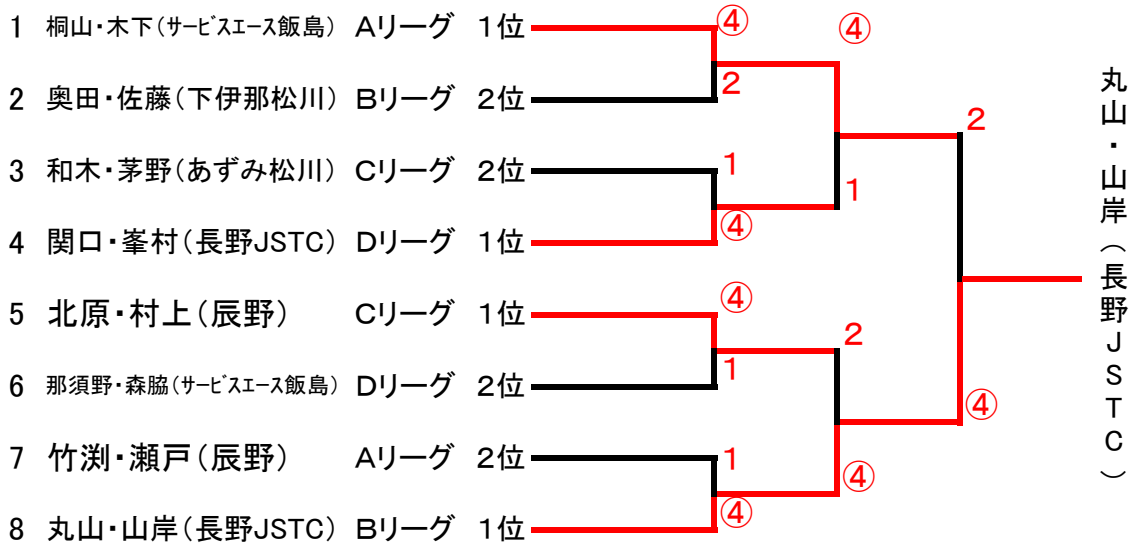 1 桐山・木下(サービスエース飯島) Aリーグ 1位
④
④
2
2 奥田・佐藤(下伊那松川) Bリーグ 2位
2
3 和木・茅野(あずみ松川) Cリーグ 2位
1
1
4 関口・峯村(長野JSTC) Dリーグ 1位
④
5 北原・村上(辰野) Cリーグ 1位
④
2
1
6 那須野・森脇(サービスエース飯島) Dリーグ 2位
④
7 竹渕・瀬戸(辰野) Aリーグ 2位
1
④
8 丸山・山岸(長野JSTC) Bリーグ 1位
④
丸山・山岸(長野JSTC)